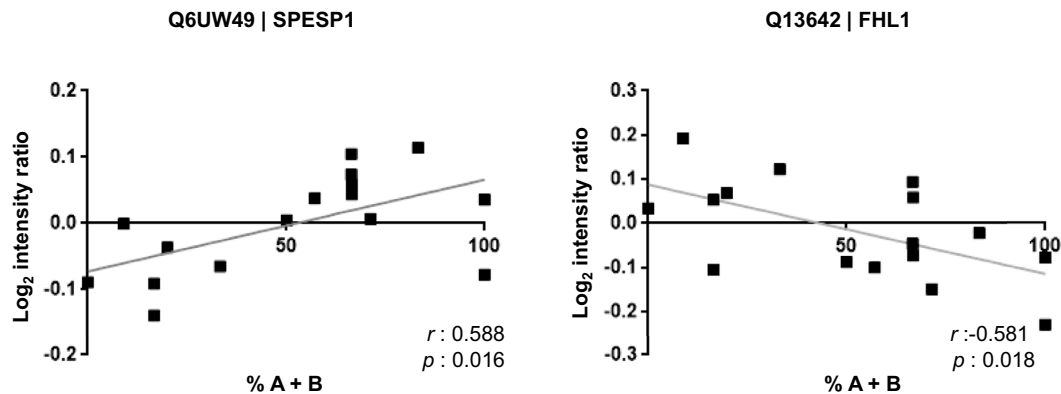 Q6UW49 | SPESP1
0.2
0.1
0.0
-0.1
-0.2
50
100
Log2 intensity ratio
r : 0.588
p : 0.016
% A + B
Q13642 | FHL1
0.3
0.2
0.1
0.0
-0.1
-0.2
-0.3
50
100
Log2 intensity ratio
r :-0.581
p : 0.018
% A + B